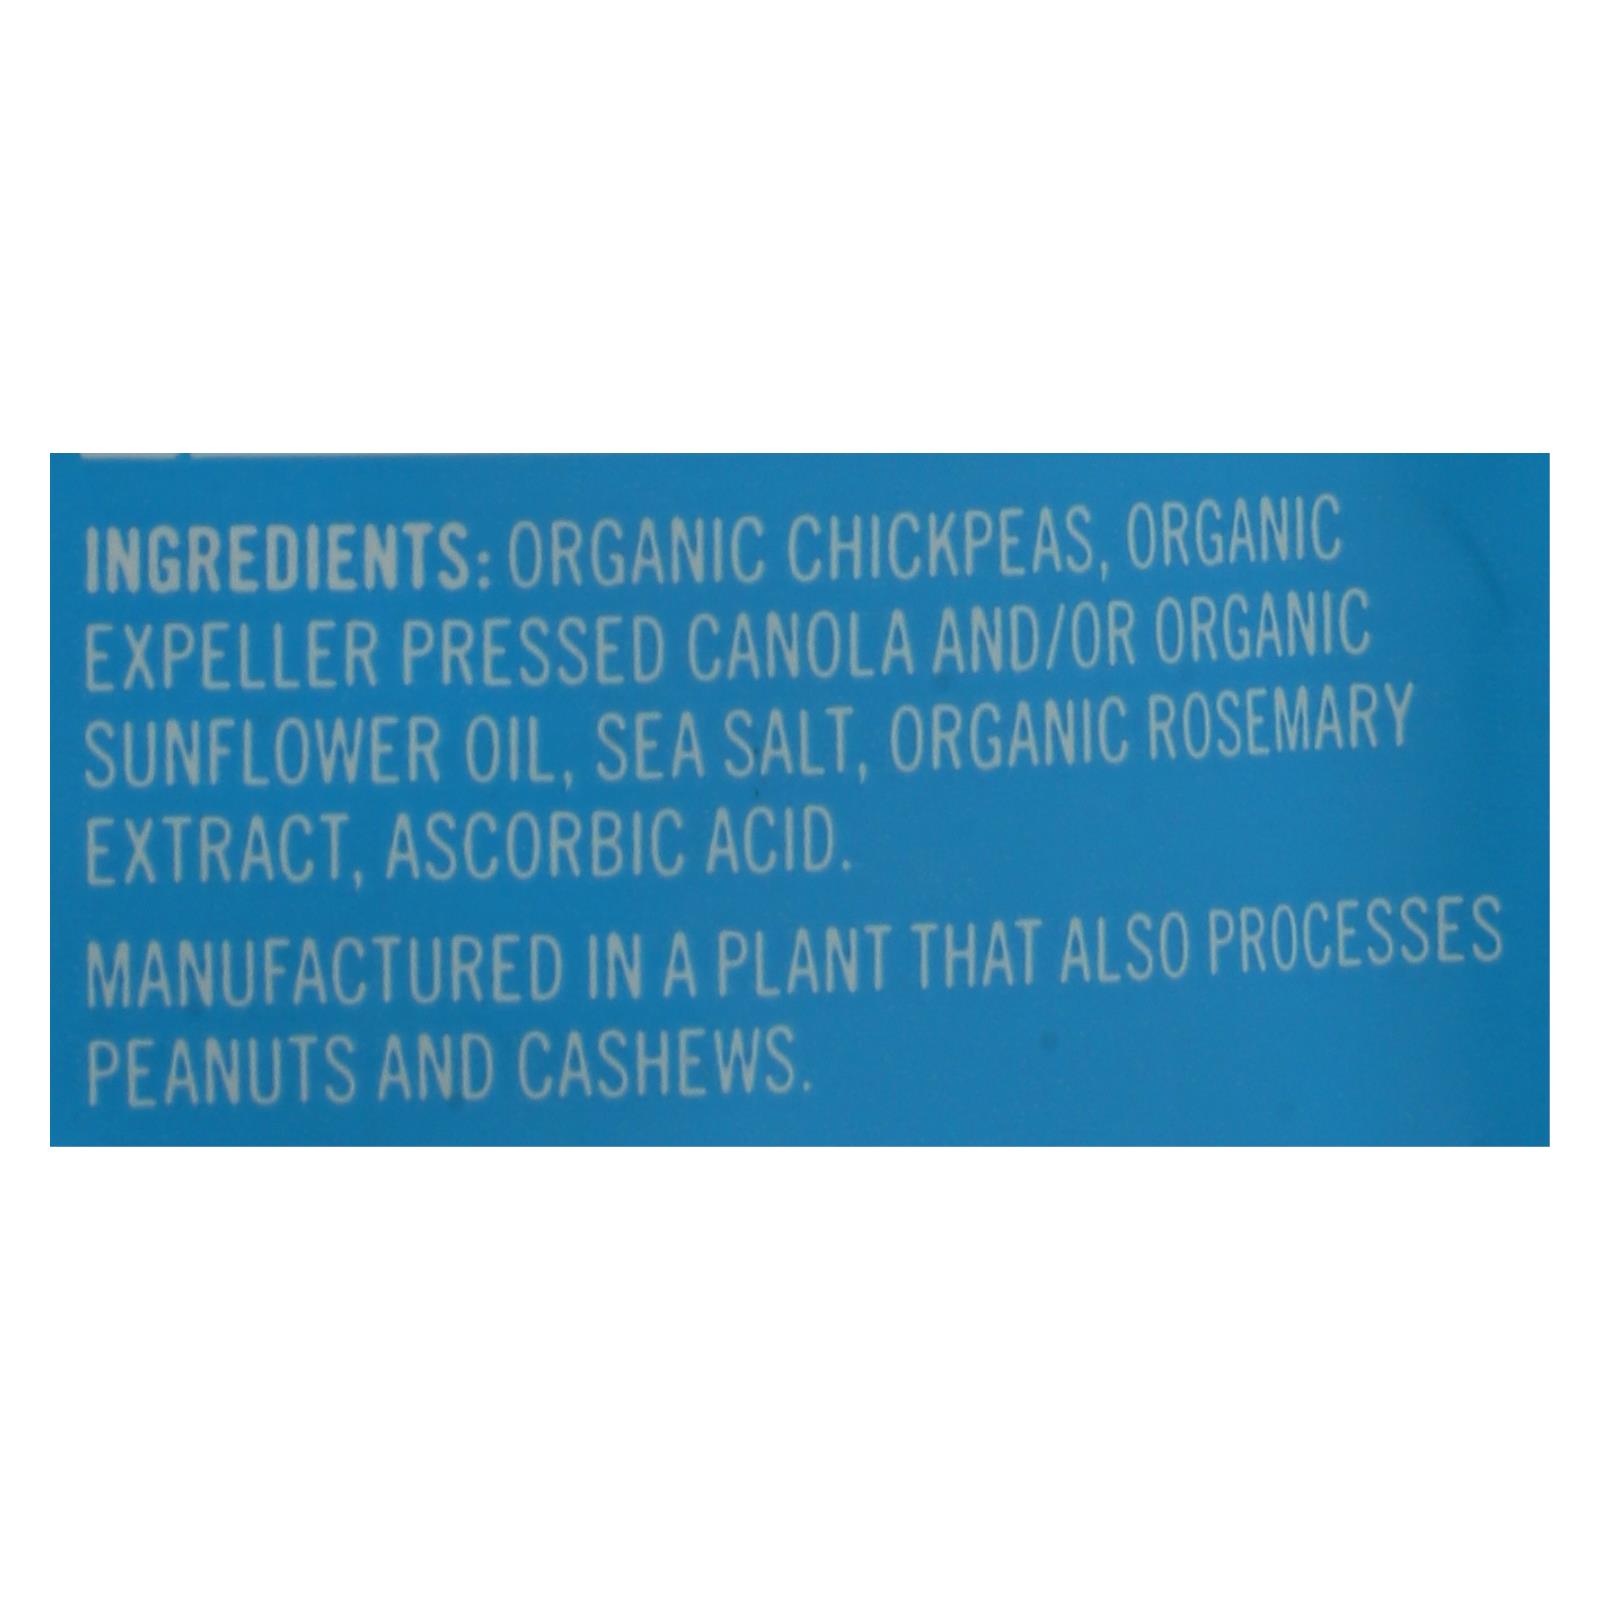 INGREDIENTS: ORGANIC CHICKPEAS, ORGANIC
EXPELLER PRESSED CANOLA AND/OR ORGANIC
SUNFLOWER OIL, SEA SALT, ORGANIC ROSEMARY
EXTRACT, ASCORBIC ACID.
MANUFACTURED IN A PLANT THAT ALSO PROCESSES
PEANUTS AND CASHEWS.